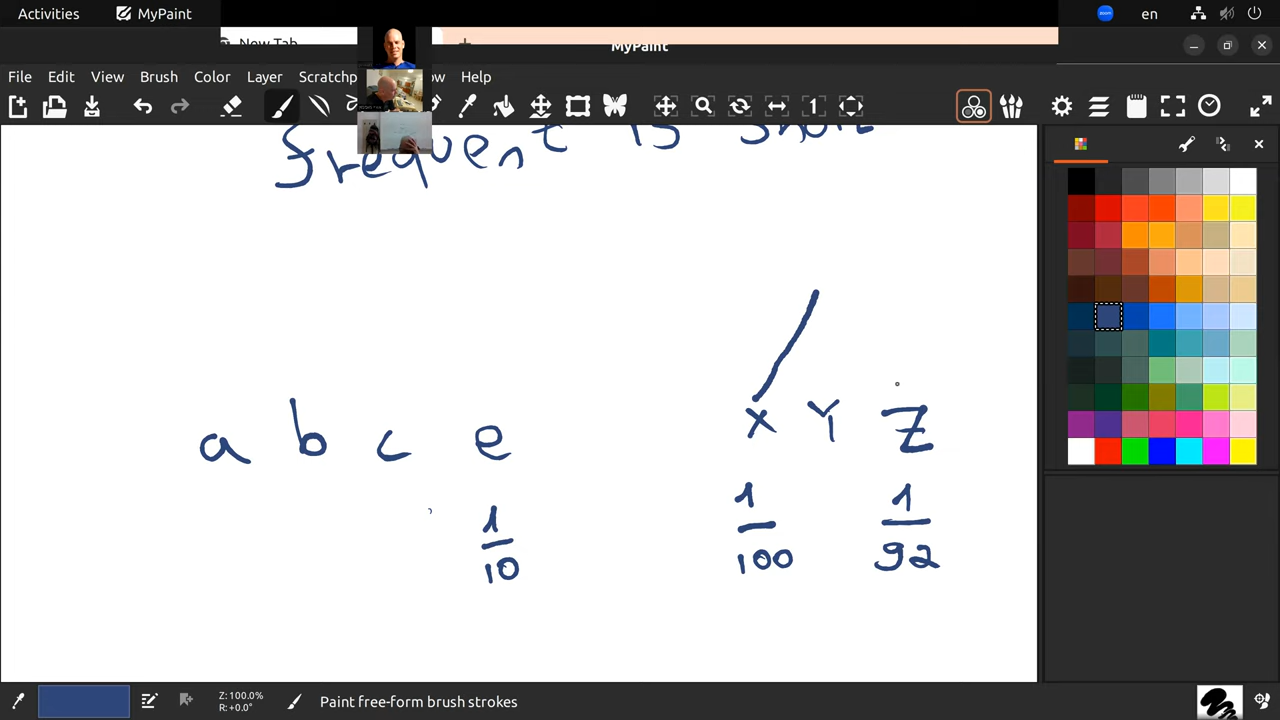 Activities MyPaint en
New Tab
MyPaint
File Edit View Brush Color Layer Scratchp Help
frequent is
a b c e X Y Z
1/10 1/100 1/92
Z: 100.0%
R: +0.0°
Paint free-form brush strokes